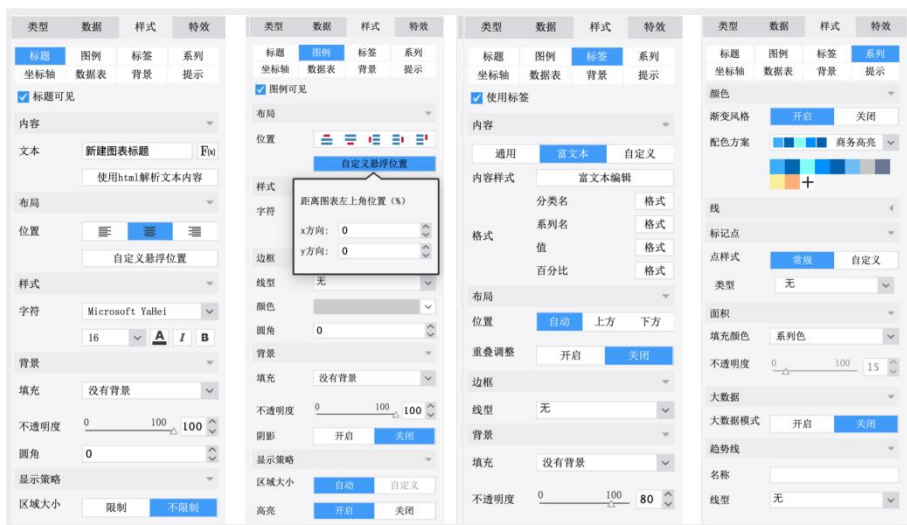 类型 数据 样式 特效
标题 图例 标签 系列
坐标轴 数据表 背景 提示
标题可见
内容
文本 新建图表标题 F(x)
使用html解析文本内容
布局
位置
自定义悬浮位置
样式
字符 Microsoft YaHei
16 A I B
背景
填充 没有背景
不透明度 0 100 100
圆角 0
显示策略
区域大小 限制 不限制
类型 数据 样式 特效
标题 图例 标签 系列
坐标轴 数据表 背景 提示
图例可见
布局
位置
自定义悬浮位置
样式
距离图表左上角位置（%）
字符
x方向: 0
y方向: 0
边框
线型 无
颜色
圆角 0
背景
填充 没有背景
不透明度 0 100 100
阴影 开启 关闭
显示策略
区域大小 自动 自定义
高亮 开启 关闭
类型 数据 样式 特效
标题 图例 标签 系列
坐标轴 数据表 背景 提示
使用标签
内容
通用 富文本 自定义
内容样式 富文本编辑
分类名 格式
系列名 格式
格式
值 格式
百分比 格式
布局
位置 自动 上方 下方
重叠调整 开启 关闭
边框
线型 无
背景
填充 没有背景
不透明度 0 100 80
类型 数据 样式 特效
标题 图例 标签 系列
坐标轴 数据表 背景 提示
颜色
渐变风格 开启 关闭
配色方案 商务高亮
线
标记点
点样式 常规 自定义
类型 无
面积
填充颜色 系列色
不透明度 0 100 15
大数据
大数据模式 开启 关闭
趋势线
名称
线型 无